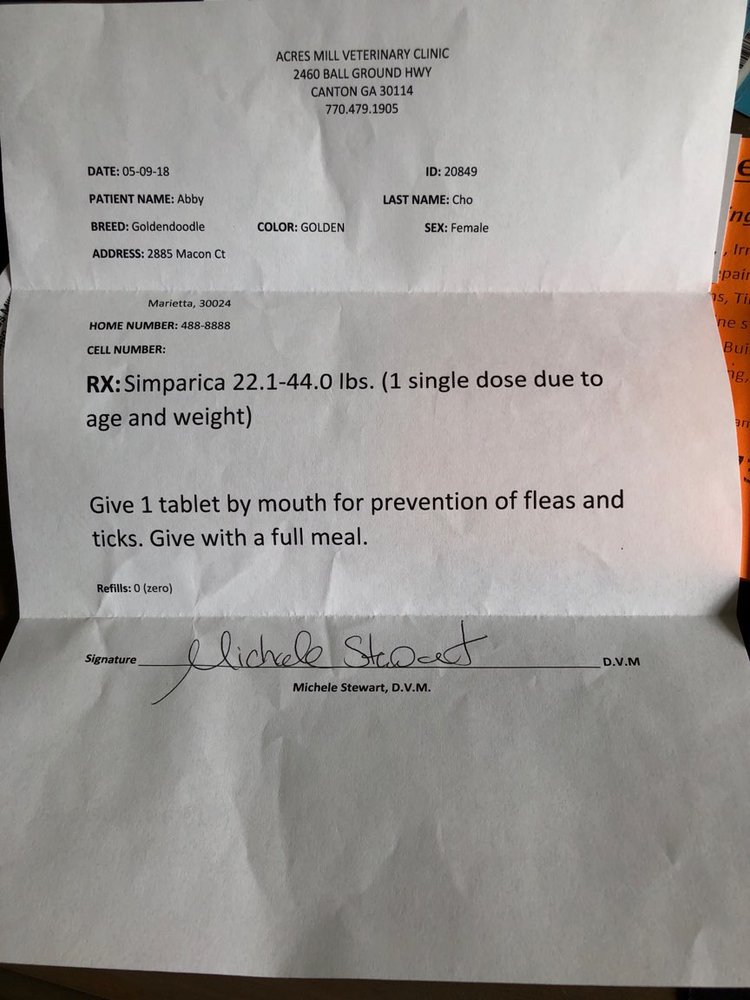 ACRES MILL VETERINARY CLINIC
2460 BALL GROUND HWY
CANTON GA 30114
770.479.1905
DATE: 05-09-18 ID: 20849
PATIENT NAME: Abby LAST NAME: Cho
BREED: Goldendoodle COLOR: GOLDEN SEX: Female
ADDRESS: 2885 Macon Ct
Marietta, 30024
HOME NUMBER: 488-8888
CELL NUMBER:
RX: Simparica 22.1-44.0 lbs. (1 single dose due to
age and weight)
Give 1 tablet by mouth for prevention of fleas and
ticks. Give with a full meal.
Refills: 0 (zero)
Signature Michele Stewart D.V.M
Michele Stewart, D.V.M.